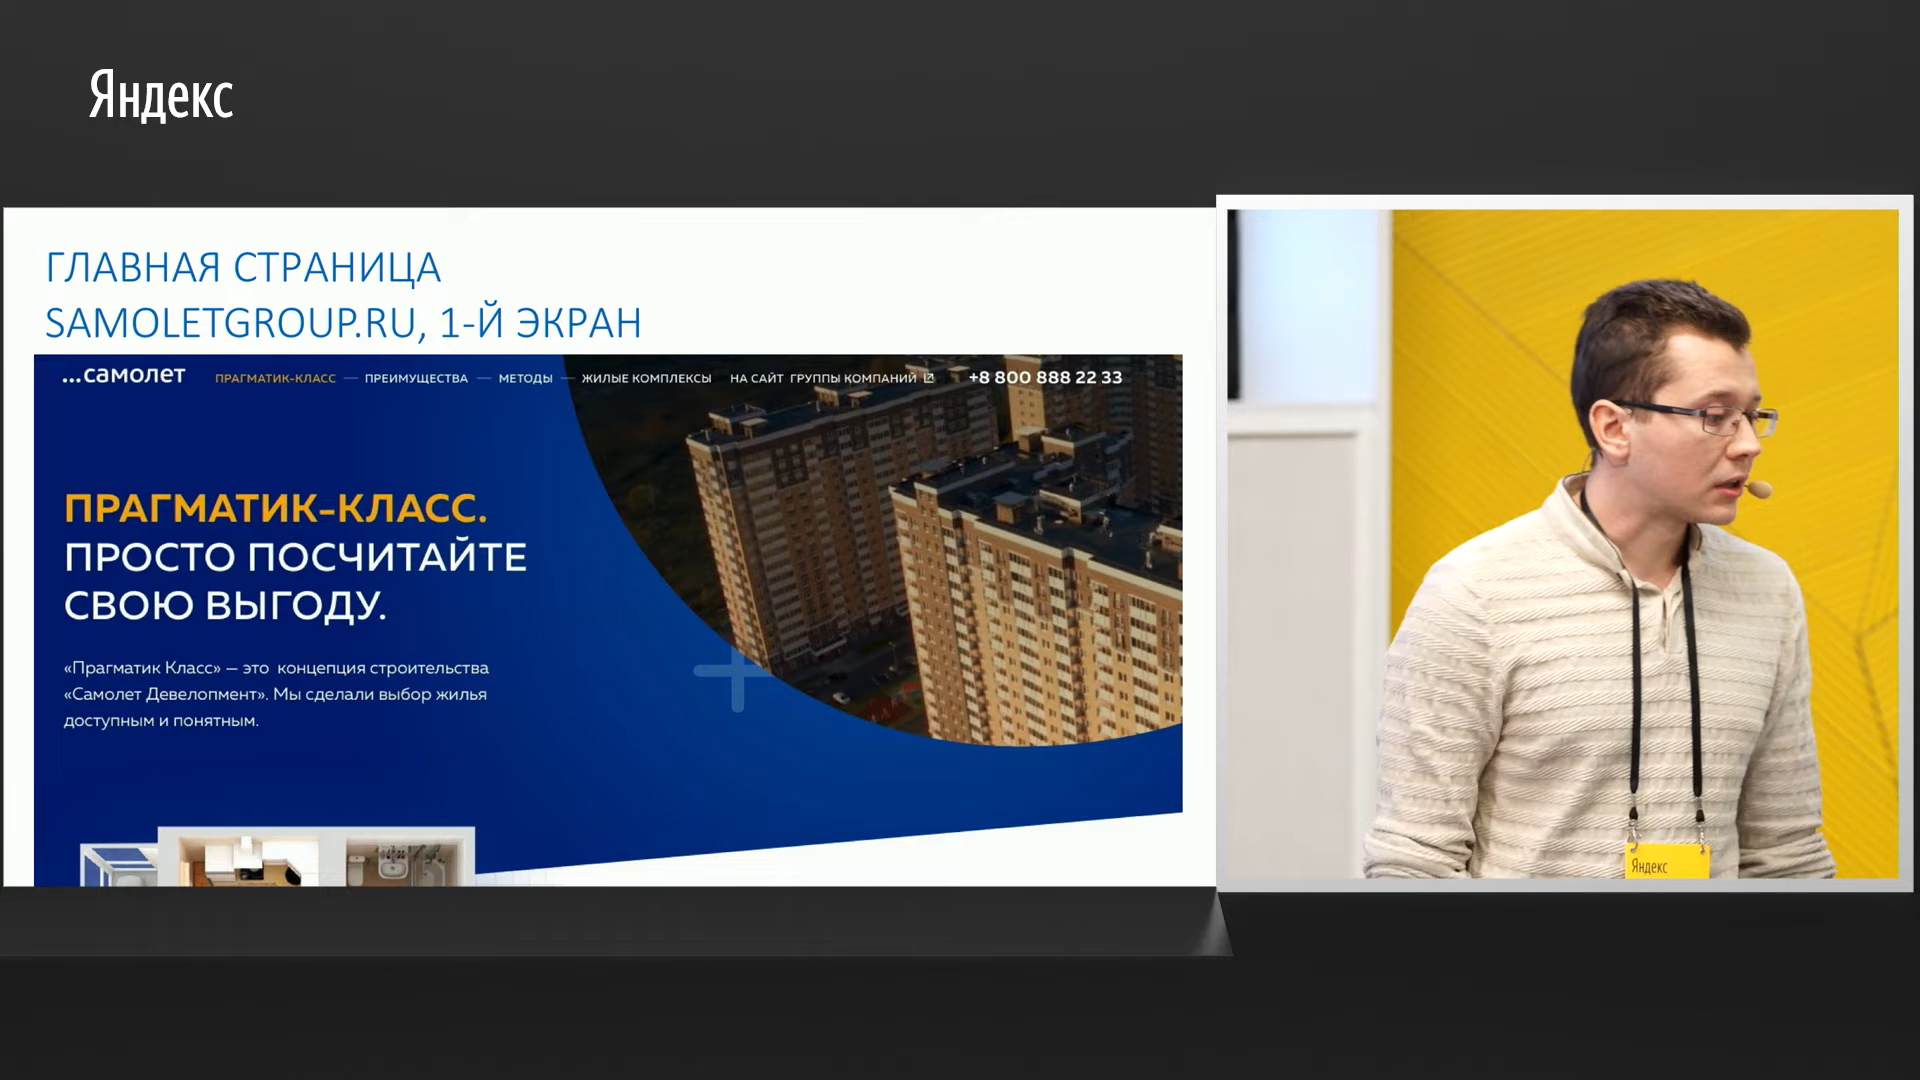 Яндекс
ГЛАВНАЯ СТРАНИЦА
SAMOLETGROUP.RU, 1-Й ЭКРАН
...самолет ПРАГМАТИК-КЛАСС — ПРЕИМУЩЕСТВА — МЕТОДЫ — ЖИЛЫЕ КОМПЛЕКСЫ НА САЙТ ГРУППЫ КОМПАНИЙ +8 800 888 22 33
ПРАГМАТИК-КЛАСС.
ПРОСТО ПОСЧИТАЙТЕ
СВОЮ ВЫГОДУ.
«Прагматик Класс» — это концепция строительства
«Самолет Девелопмент». Мы сделали выбор жилья
доступным и понятным.
Яндекс